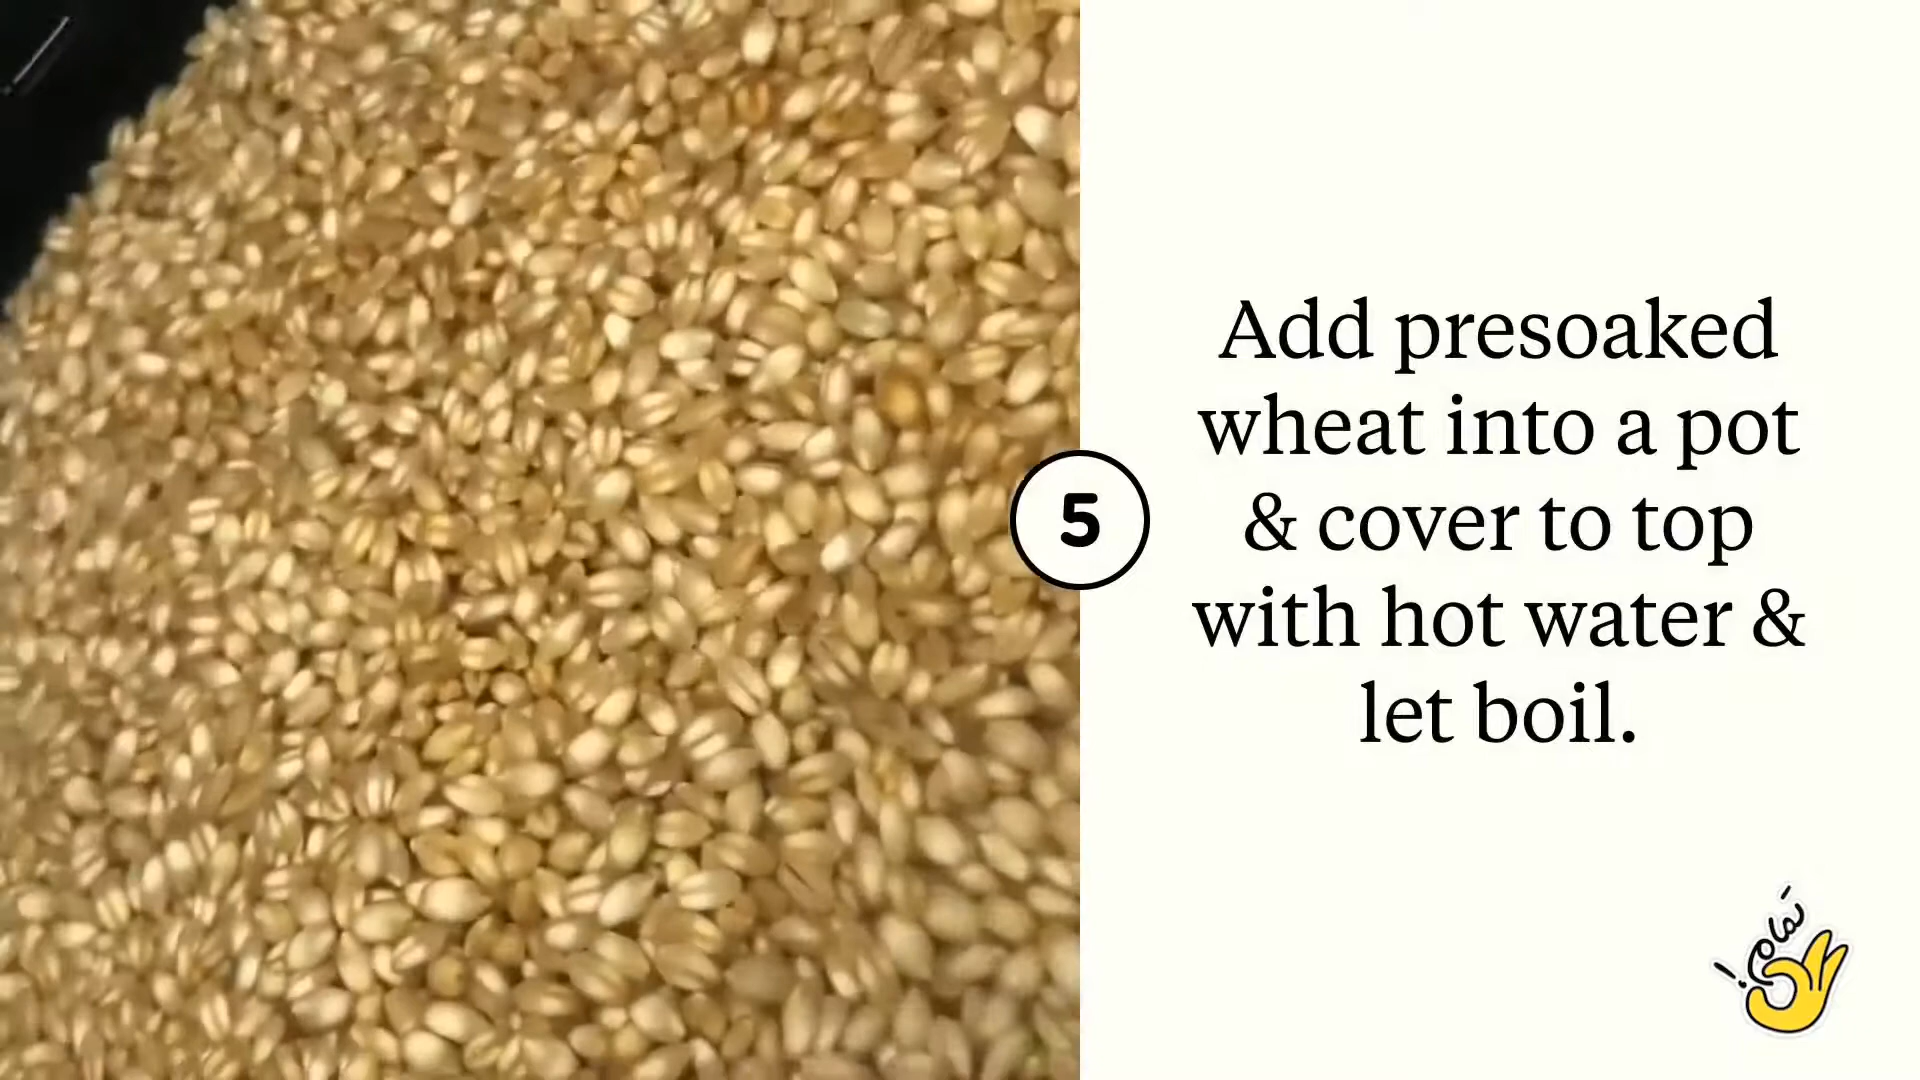 5
Add presoaked
wheat into a pot
& cover to top
with hot water &
let boil.